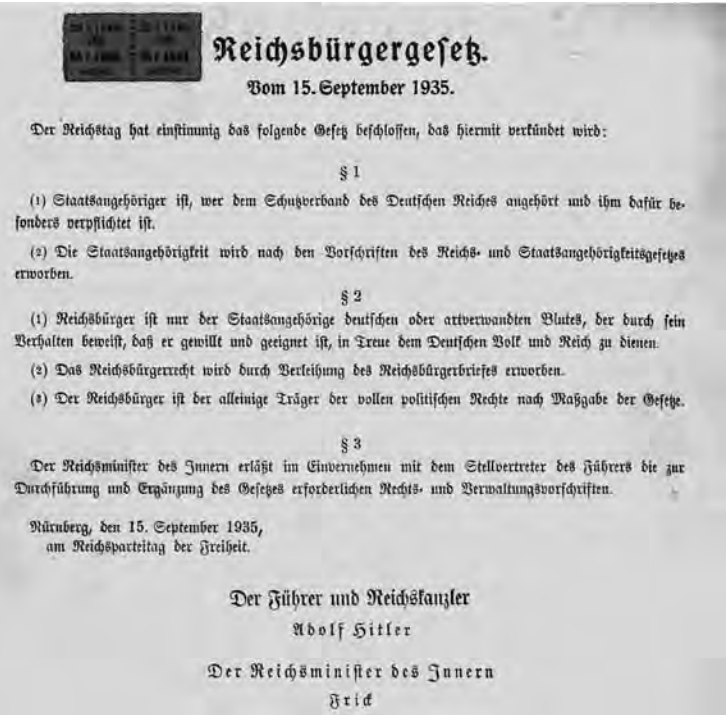 Reichsbürgergesetz.
Vom 15. September 1935.
Der Reichstag hat einstimmig das folgende Gesetz beschlossen, das hiermit verkündet wird:
§ 1
(1) Staatsangehöriger ist, wer dem Schutzverband des Deutschen Reiches angehört und ihm dafür be-
sonders verpflichtet ist.
(2) Die Staatsangehörigkeit wird nach den Vorschriften des Reichs- und Staatsangehörigkeitsgesetzes
erworben.
§ 2
(1) Reichsbürger ist nur der Staatsangehörige deutschen oder artverwandten Blutes, der durch sein
Verhalten beweist, daß er gewillt und geeignet ist, in Treue dem Deutschen Volk und Reich zu dienen.
(2) Das Reichsbürgerrecht wird durch Verleihung des Reichsbürgerbriefes erworben.
(3) Der Reichsbürger ist der alleinige Träger der vollen politischen Rechte nach Maßgabe der Gesetze.
§ 3
Der Reichsminister des Innern erläßt im Einvernehmen mit dem Stellvertreter des Führers die zur
Durchführung und Ergänzung des Gesetzes erforderlichen Rechts- und Verwaltungsvorschriften.
Nürnberg, den 15. September 1935,
am Reichsparteitag der Freiheit.
Der Führer und Reichskanzler
Adolf Hitler
Der Reichsminister des Innern
Frick